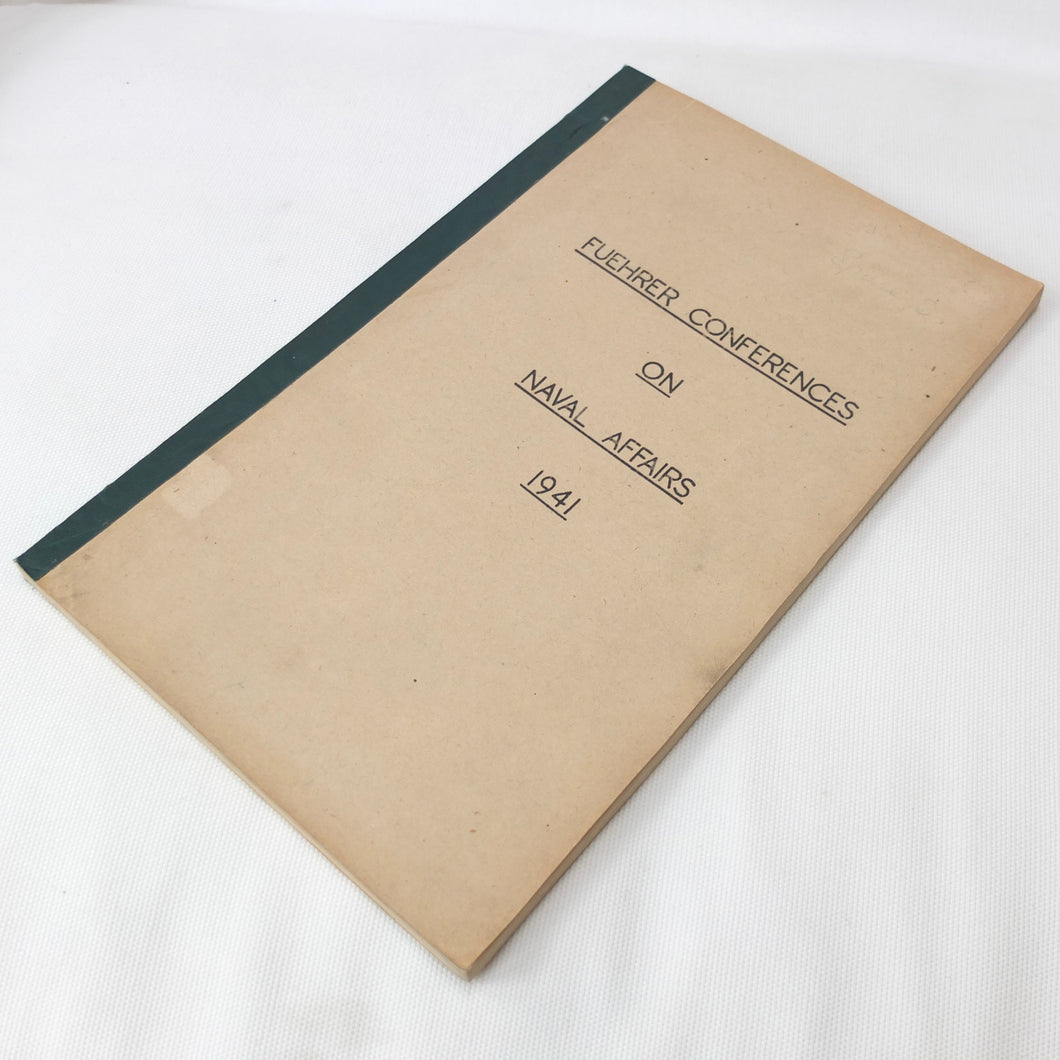 FUEHRER CONFERENCES
ON
NAVAL AFFAIRS
1941